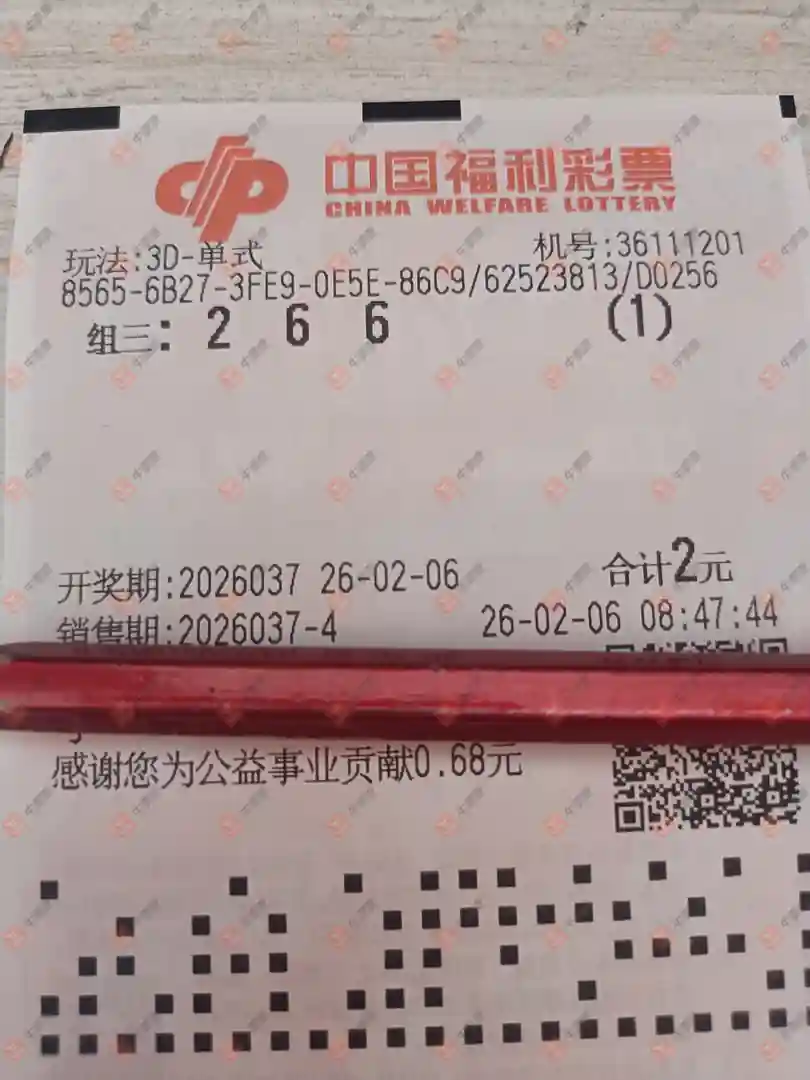 中国福利彩票
CHINA WELFARE LOTTERY
玩法:3D-单式 机号:36111201
8565-6B27-3FE9-0E5E-86C9/62523813/D0256
组三: 2 6 6 (1)
开奖期:2026037 26-02-06 合计2元
销售期:2026037-4 26-02-06 08:47:44
感谢您为公益事业贡献0.68元